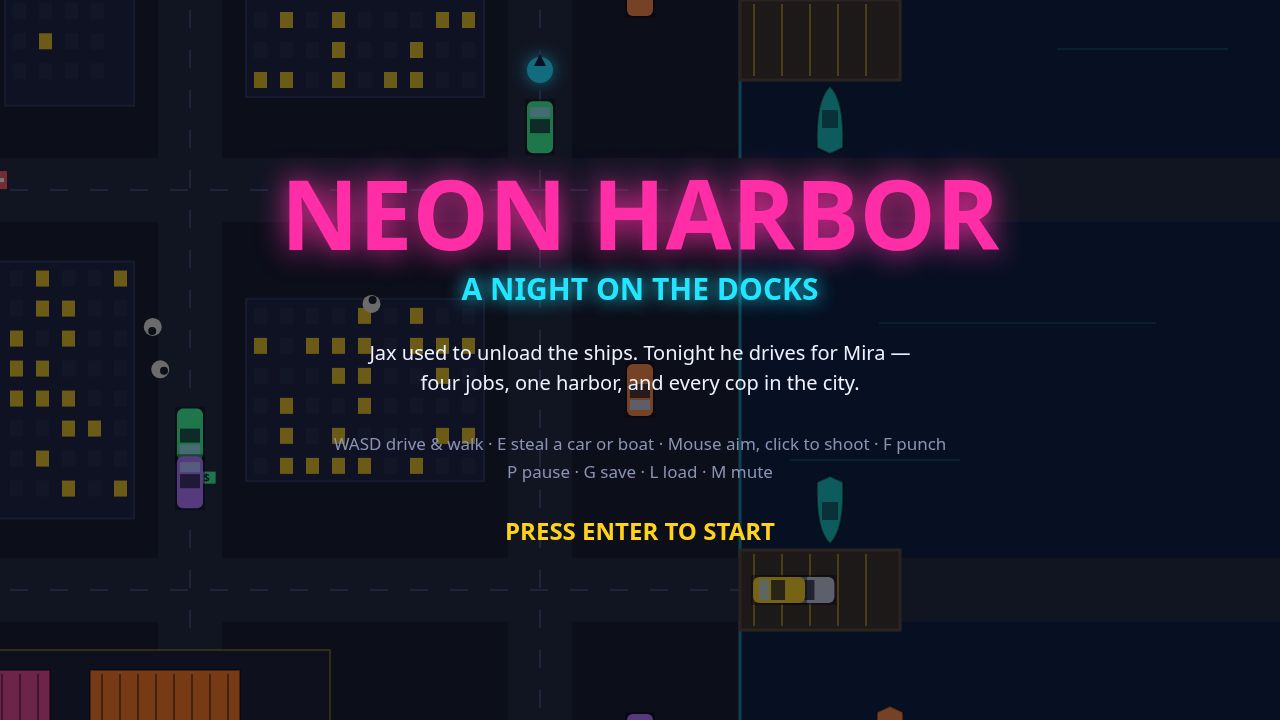 NEON HARBOR
A NIGHT ON THE DOCKS
Jax used to unload the ships. Tonight he drives for Mira —
four jobs, one harbor, and every cop in the city.
WASD drive & walk · E steal a car or boat · Mouse aim, click to shoot · F punch
P pause · G save · L load · M mute
$
PRESS ENTER TO START